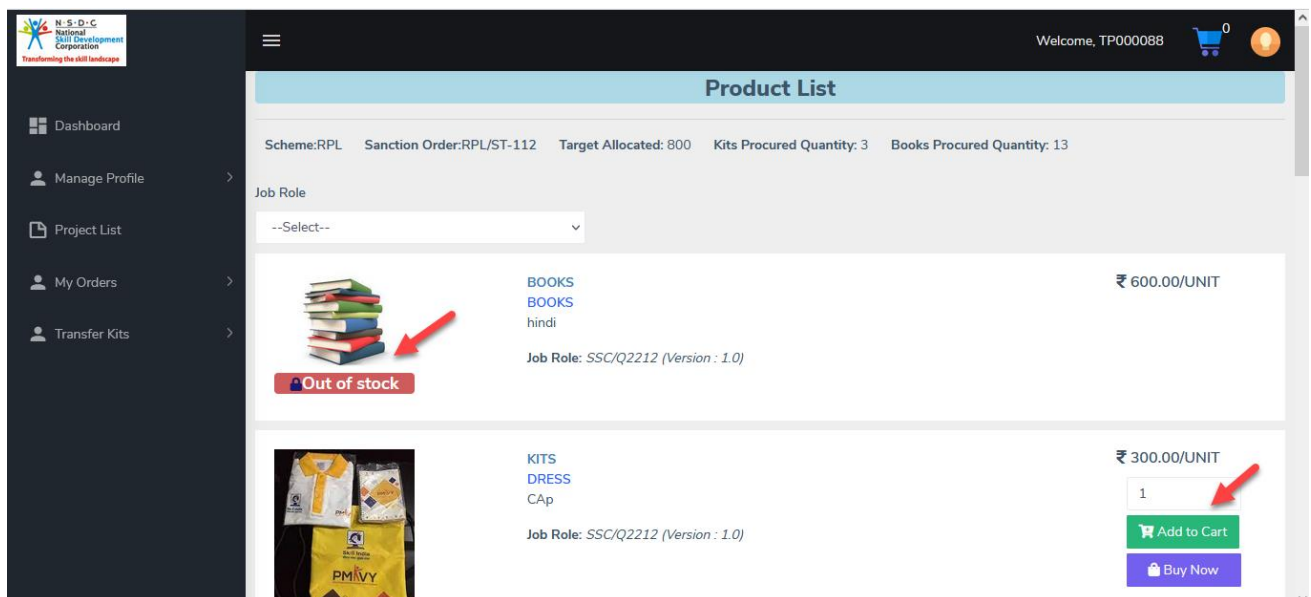 N·S·D·C
National
Skill Development
Corporation
Transforming the skill landscape
Welcome, TP000088
0
Product List
Dashboard
Manage Profile
Project List
My Orders
Transfer Kits
Scheme:RPL Sanction Order:RPL/ST-112 Target Allocated: 800 Kits Procured Quantity: 3 Books Procured Quantity: 13
Job Role
--Select--
BOOKS
BOOKS
hindi
Job Role: SSC/Q2212 (Version : 1.0)
₹ 600.00/UNIT
Out of stock
KITS
DRESS
CAp
Job Role: SSC/Q2212 (Version : 1.0)
₹ 300.00/UNIT
1
Add to Cart
Buy Now
Skill India